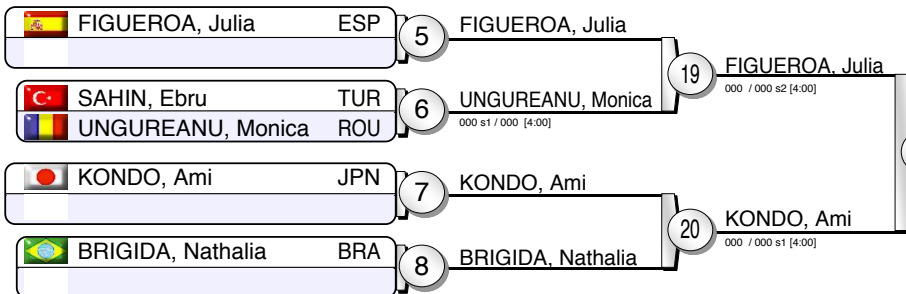 FIGUEROA, Julia ESP
5
FIGUEROA, Julia
19
FIGUEROA, Julia
000 / 000 s2 [4:00]
SAHIN, Ebru TUR
UNGUREANU, Monica ROU
6
UNGUREANU, Monica
000 s1 / 000 [4:00]
KONDO, Ami JPN
7
KONDO, Ami
20
KONDO, Ami
000 / 000 s1 [4:00]
BRIGIDA, Nathalia BRA
8
BRIGIDA, Nathalia